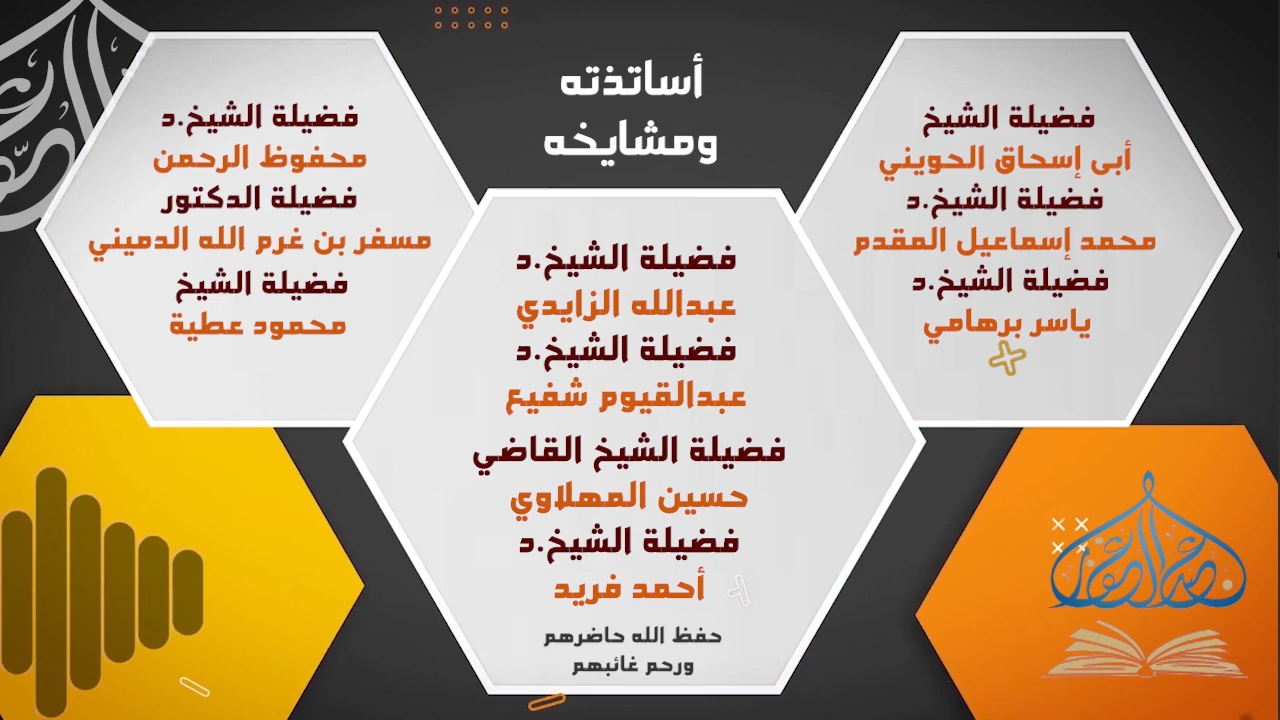 أساتذته
ومشايخه
فضيلة الشيخ
أبى إسحاق الحويني
فضيلة الشيخ.د
محمد إسماعيل المقدم
فضيلة الشيخ.د
ياسر برهامي
فضيلة الشيخ.د
عبدالله الزايدي
فضيلة الشيخ.د
عبدالقيوم شفيع
فضيلة الشيخ القاضي
حسين المهلاوي
فضيلة الشيخ.د
أحمد فريد
حفظ الله حاضرهم
ورحم غائبهم
فضيلة الشيخ.د
محفوظ الرحمن
فضيلة الدكتور
مسفر بن غرم الله الدميني
فضيلة الشيخ
محمود عطية